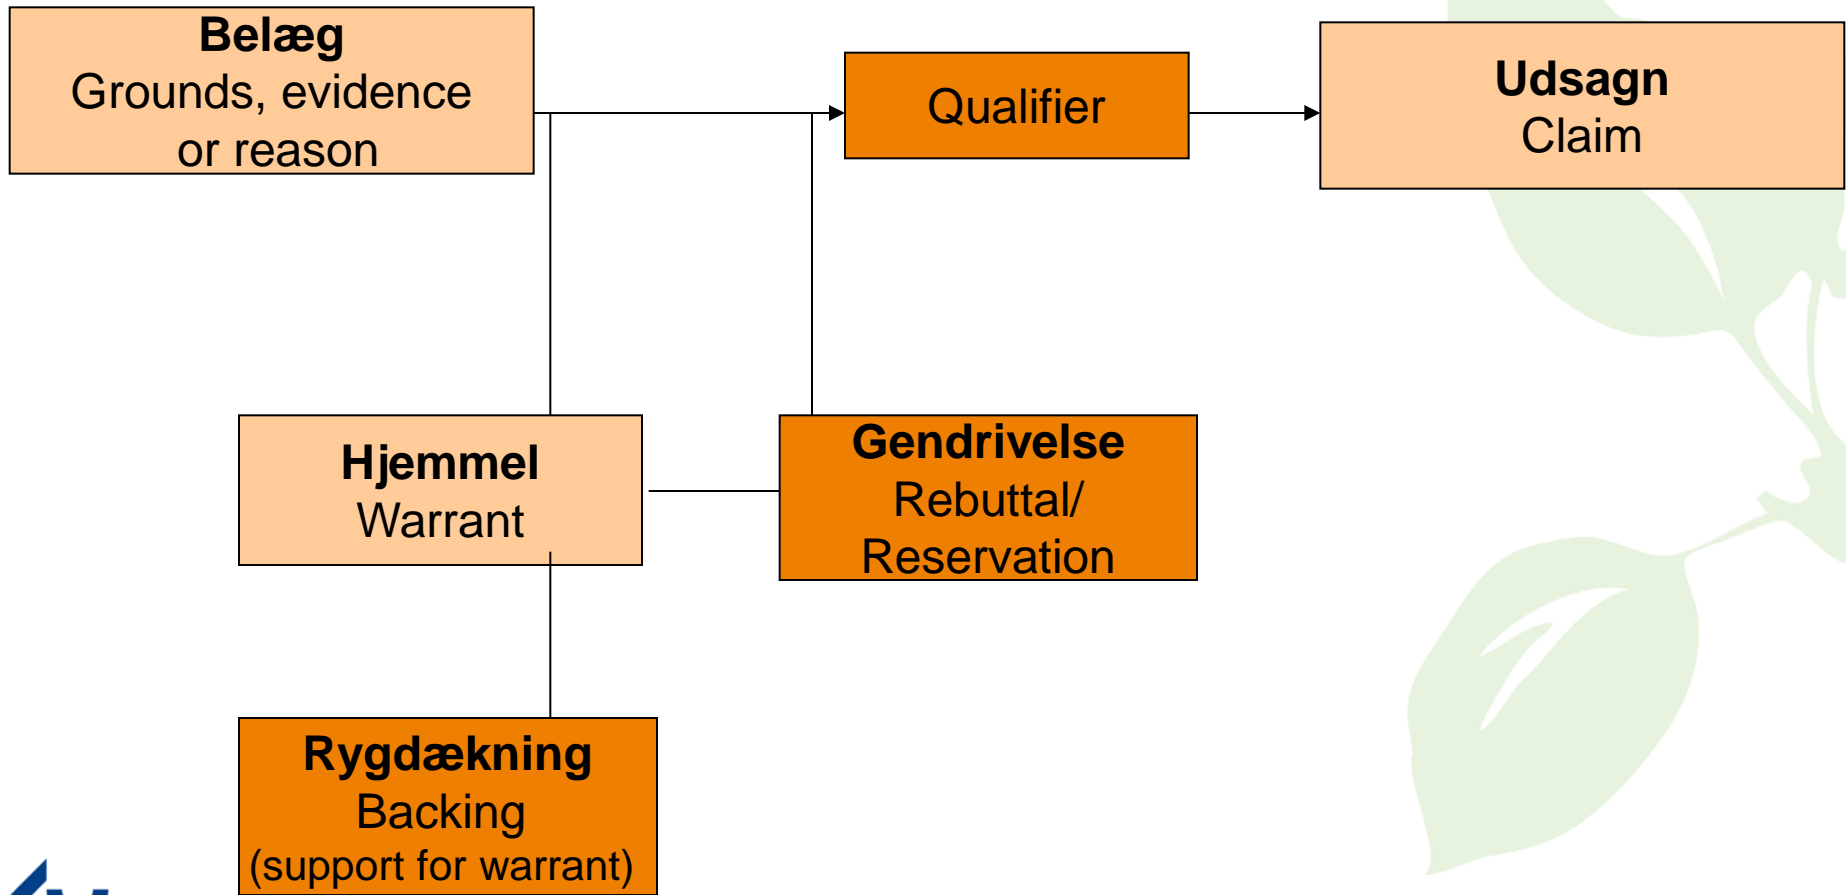 Belæg
Grounds, evidence
or reason
Qualifier
Udsagn
Claim
Hjemmel
Warrant
Gendrivelse
Rebuttal/
Reservation
Rygdækning
Backing
(support for warrant)